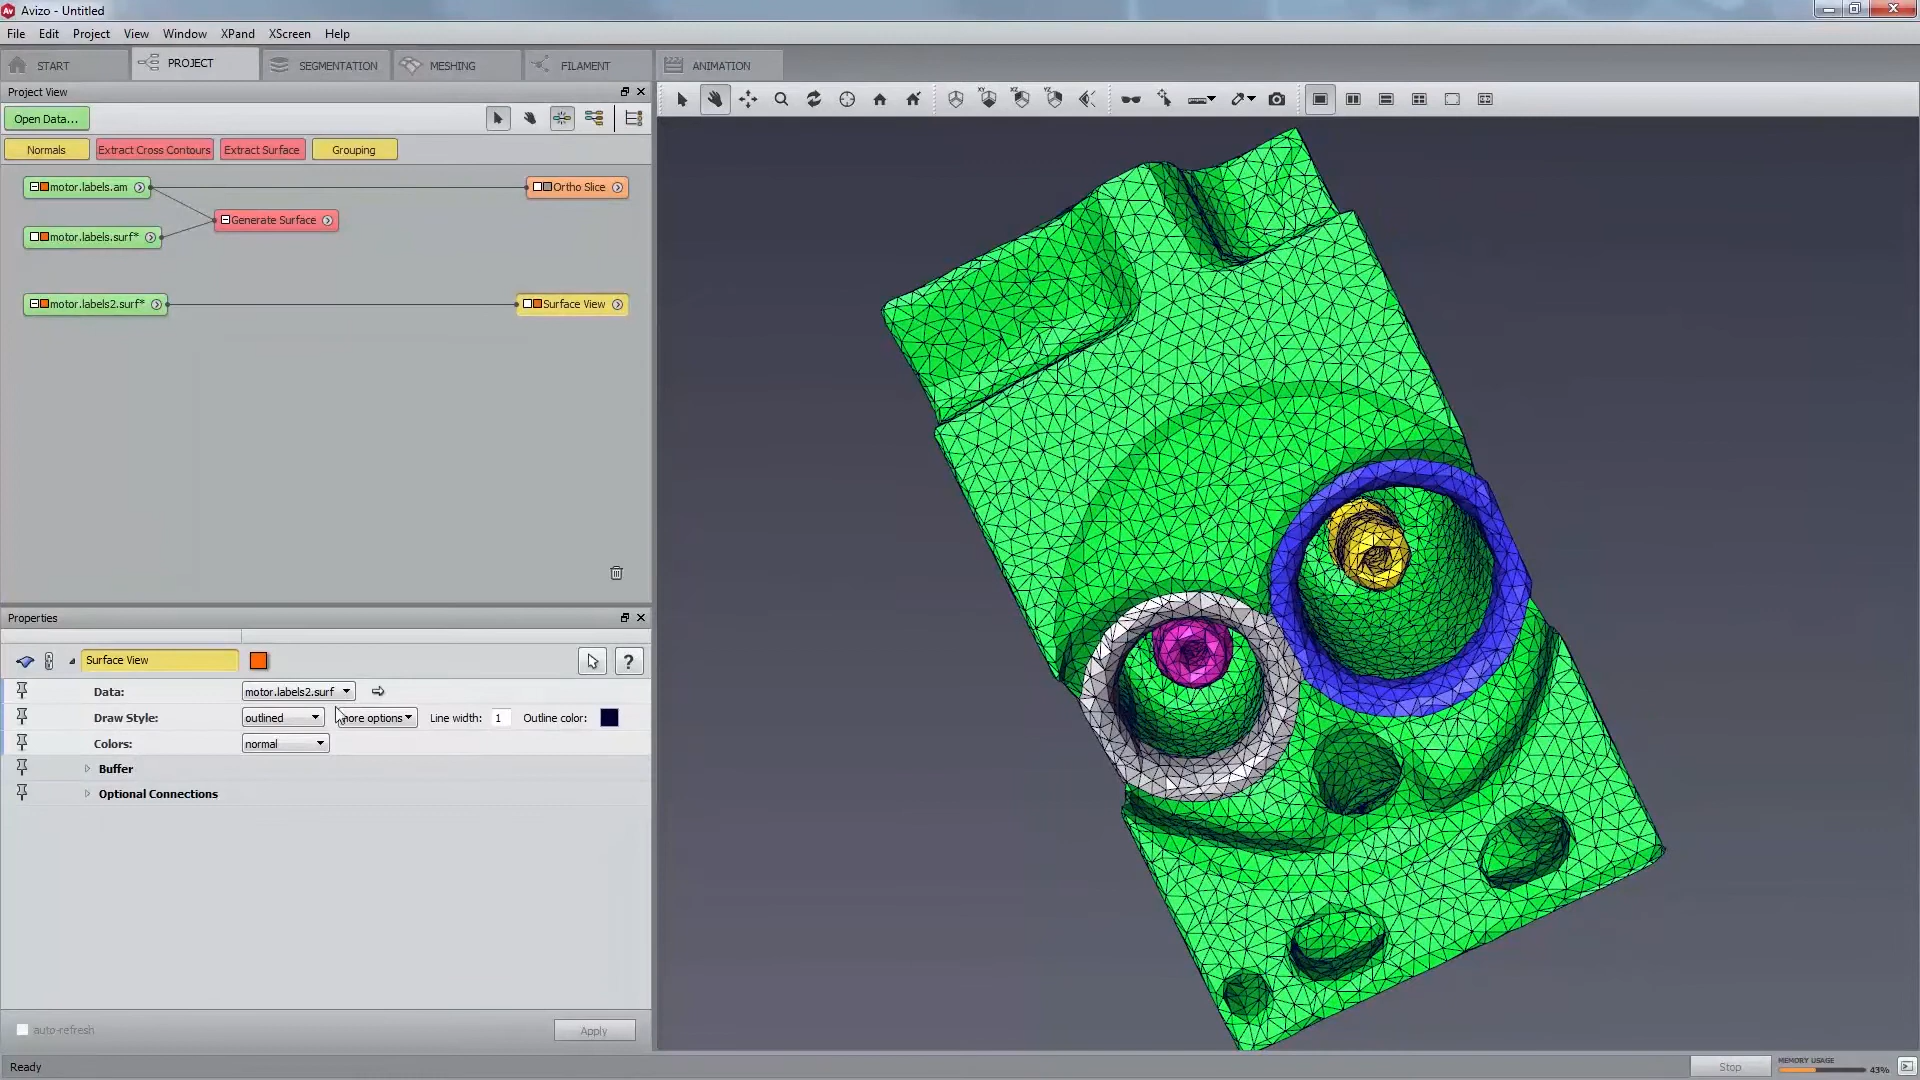 Avizo - Untitled
File Edit Project View Window XPand XScreen Help
START PROJECT SEGMENTATION MESHING FILAMENT ANIMATION
Project View
Open Data...
Normals Extract Cross Contours Extract Surface Grouping
motor.labels.am Ortho Slice
Generate Surface
motor.labels.surf*
motor.labels2.surf* Surface View
XY XZ YZ
Properties
Surface View ?
Data: motor.labels2.surf
Draw Style: outlined more options Line width: 1 Outline color:
Colors: normal
Buffer
Optional Connections
auto-refresh Apply
Ready Stop MEMORY USAGE 43%